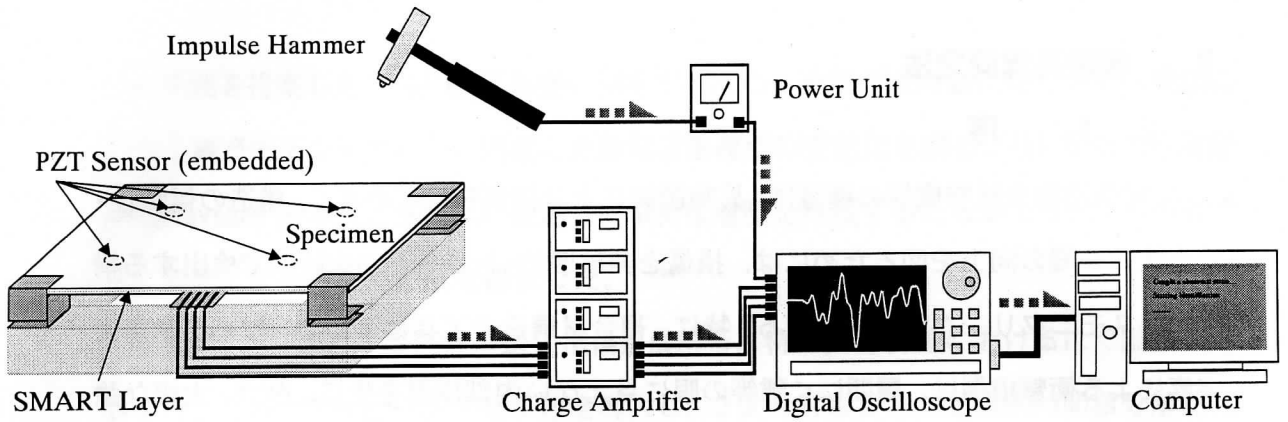 Impulse Hammer
Power Unit
PZT Sensor (embedded)
Specimen
SMART Layer
Charge Amplifier
Digital Oscilloscope
Computer